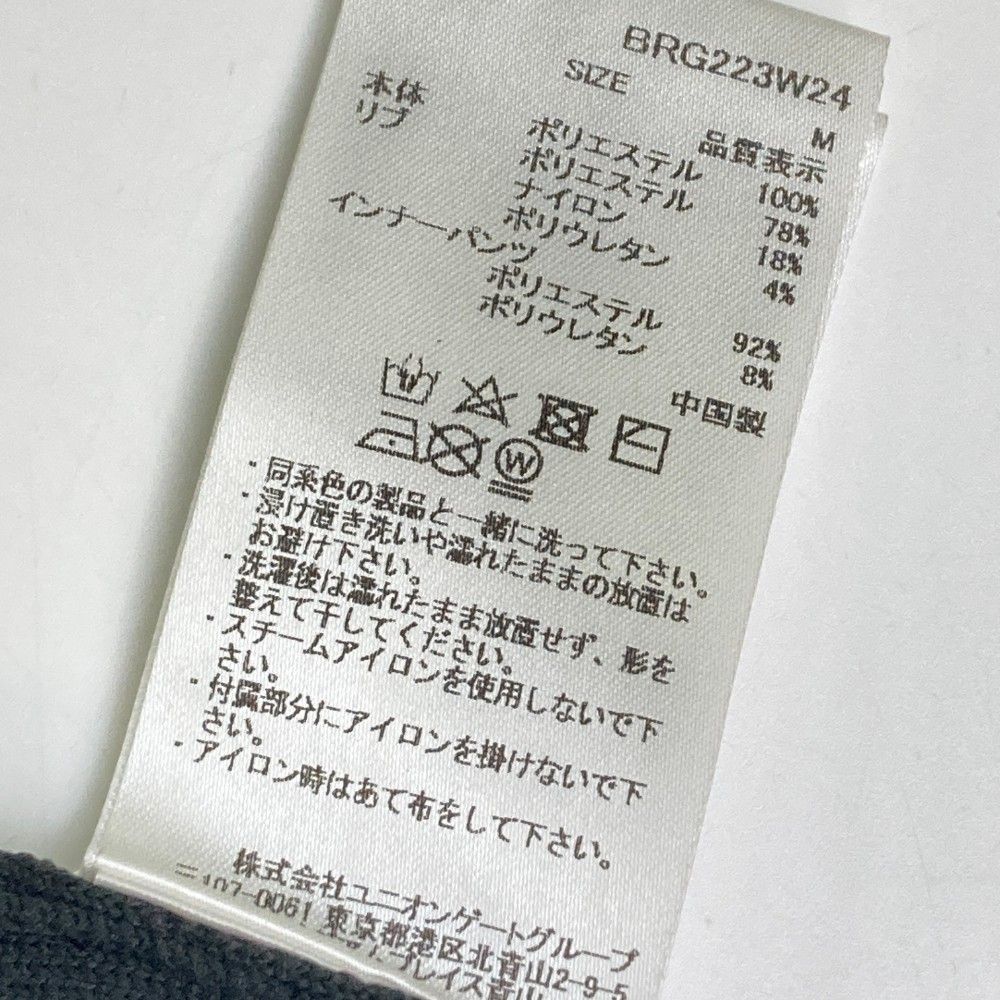 BRG223W24
SIZE M
品質表示
本体 ポリエステル 100%
リブ ポリエステル 78%
ナイロン 18%
ポリウレタン 4%
インナーパンツ
ポリエステル 92%
ポリウレタン 8%
中国製
W
・同系色の製品と一緒に洗って下さい。
・浸け置き洗いや濡れたままの放置は
お避け下さい。
・洗濯後は濡れたまま放置せず、形を
整えて干してください。
・スチームアイロンを使用しないで下
さい。
・付属部分にアイロンを掛けないで下
さい。
・アイロン時はあて布をして下さい。
株式会社ユニオンゲートグループ
〒107-0061 東京都港区北青山2-9-5
プレイス青山